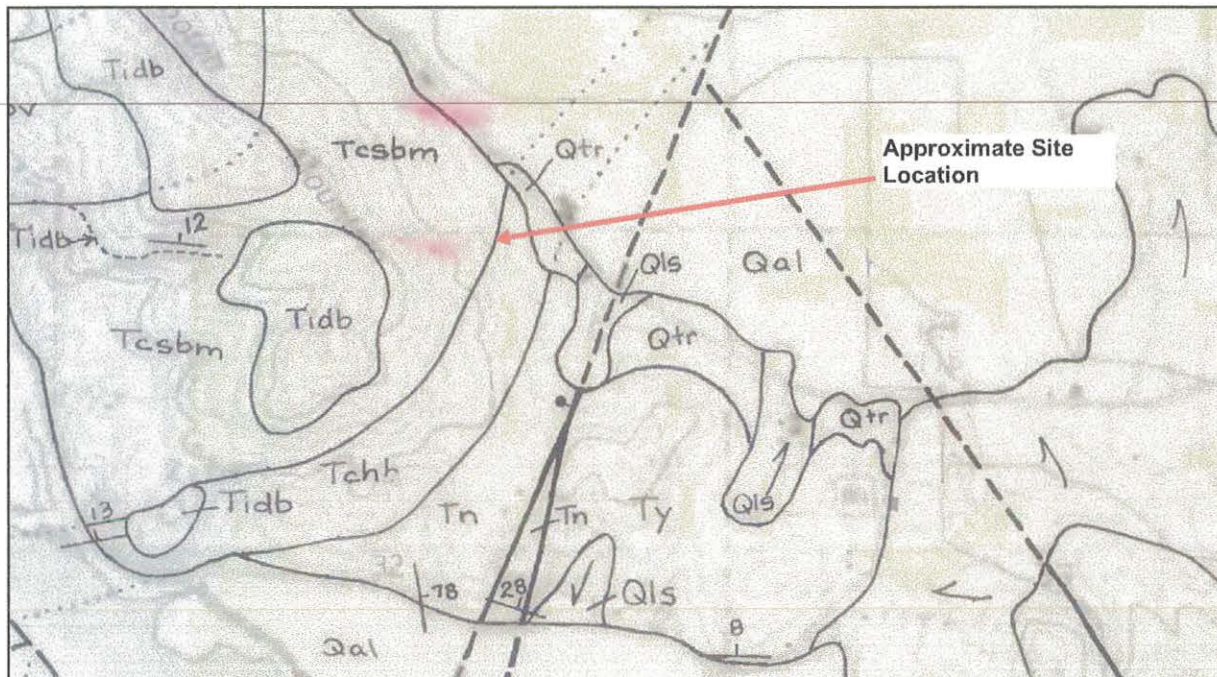 Tidb
Tcsbm
Qtr
Approximate Site
Location
12
Tidb
Qls
Qal
Tidb
Qtr
Tcsbm
Qtr
Tchh
Tidb
Tn
Tn
Ty
Qls
13
32
78
28
Qls
8
Qal